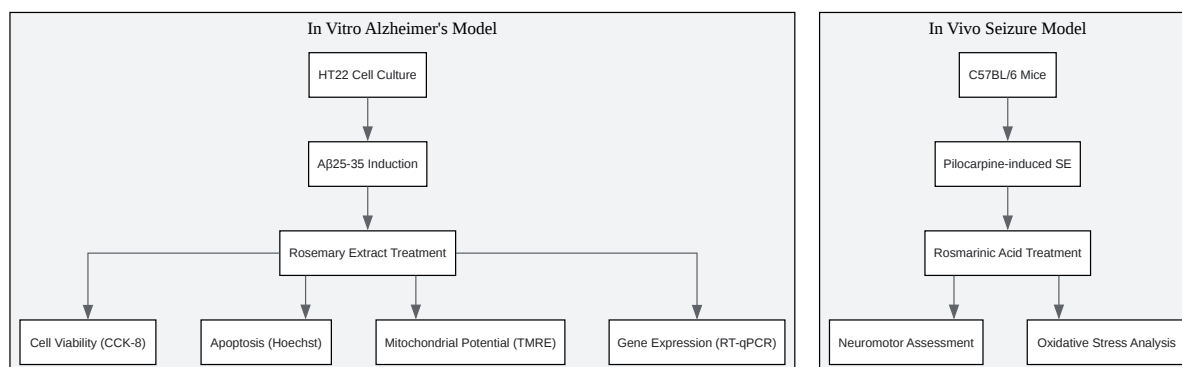 In Vitro Alzheimer's Model
HT22 Cell Culture
Aβ25-35 Induction
Rosemary Extract Treatment
Cell Viability (CCK-8)
Apoptosis (Hoechst)
Mitochondrial Potential (TMRE)
Gene Expression (RT-qPCR)
In Vivo Seizure Model
C57BL/6 Mice
Pilocarpine-induced SE
Rosmarinic Acid Treatment
Neuromotor Assessment
Oxidative Stress Analysis